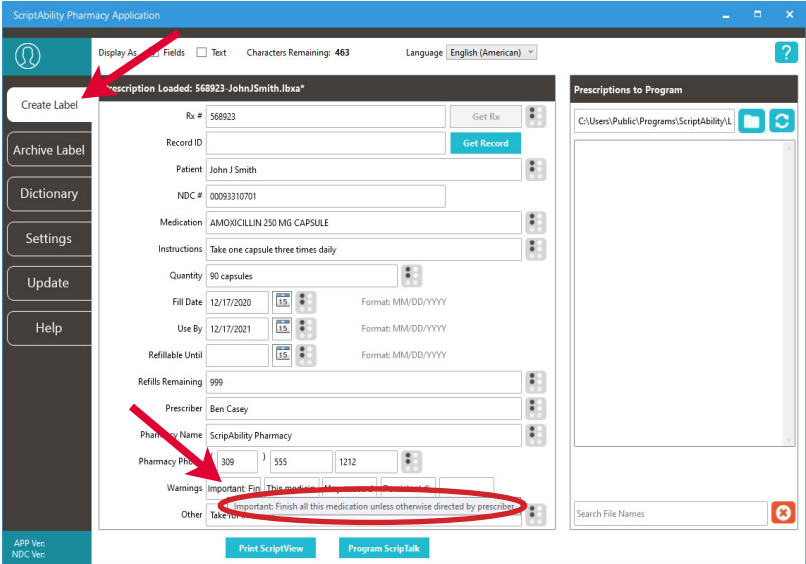 ScriptAbility Pharmacy Application
Display As Fields Text Characters Remaining: 463 Language English (American)
?
Create Label
Archive Label
Dictionary
Settings
Update
Help
APP Ver:
NDC Ver:
Prescription Loaded: 568923-JohnJSmith.lbxa*
Rx # 568923 Get Rx
Record ID Get Record
Patient John J Smith
NDC # 00093310701
Medication AMOXICILLIN 250 MG CAPSULE
Instructions Take one capsule three times daily
Quantity 90 capsules
Fill Date 12/17/2020 15 Format: MM/DD/YYYY
Use By 12/17/2021 15 Format: MM/DD/YYYY
Refillable Until 15 Format: MM/DD/YYYY
Refills Remaining 999
Prescriber Ben Casey
Pharmacy Name ScripAbility Pharmacy
Pharmacy Phone ( 309 ) 555 1212
Warnings Important: Fin This medicin
Important: Finish all this medication unless otherwise directed by prescriber.
Other Take for
Print ScriptView Program ScripTalk
Prescriptions to Program
C:\Users\Public\Programs\ScriptAbility\L
Search File Names